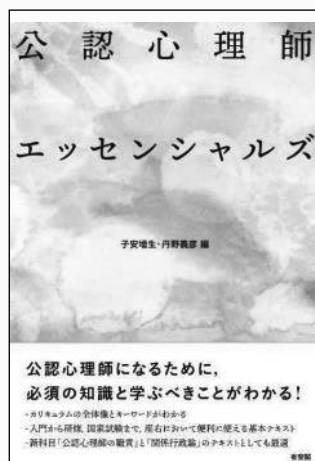 公認心理師
エッセンシャルズ
子安増生・丹野義彦 編
公認心理師になるために,
必須の知識と学ぶべきことがわかる!
・カリキュラムの全体像とキーワードがわかる
・入門から研修, 国家試験まで, 座右において便利に使える基本テキスト
・新科目「公認心理師の職責」と「関係行政論」のテキストとしても最適
有斐閣